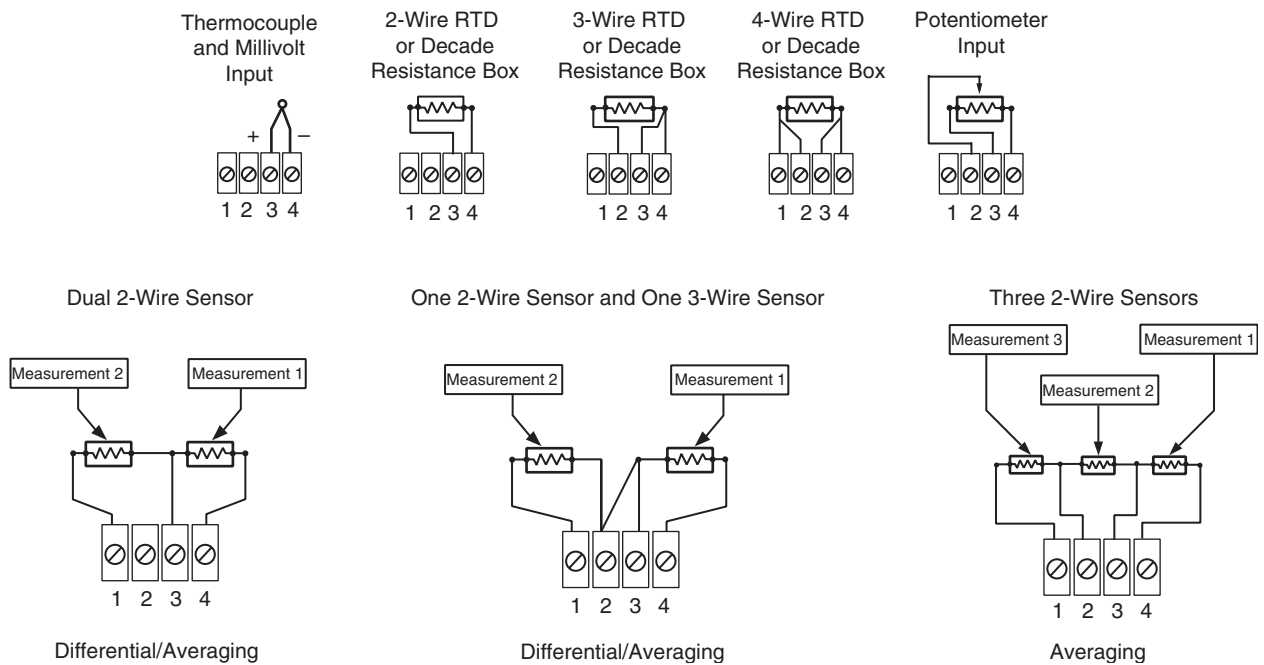 Thermocouple
and Millivolt
Input
+ –
1 2 3 4
2-Wire RTD
or Decade
Resistance Box
1 2 3 4
3-Wire RTD
or Decade
Resistance Box
1 2 3 4
4-Wire RTD
or Decade
Resistance Box
1 2 3 4
Potentiometer
Input
1 2 3 4
Dual 2-Wire Sensor
Measurement 2 Measurement 1
1 2 3 4
Differential/Averaging
One 2-Wire Sensor and One 3-Wire Sensor
Measurement 2 Measurement 1
1 2 3 4
Differential/Averaging
Three 2-Wire Sensors
Measurement 3 Measurement 1
Measurement 2
1 2 3 4
Averaging